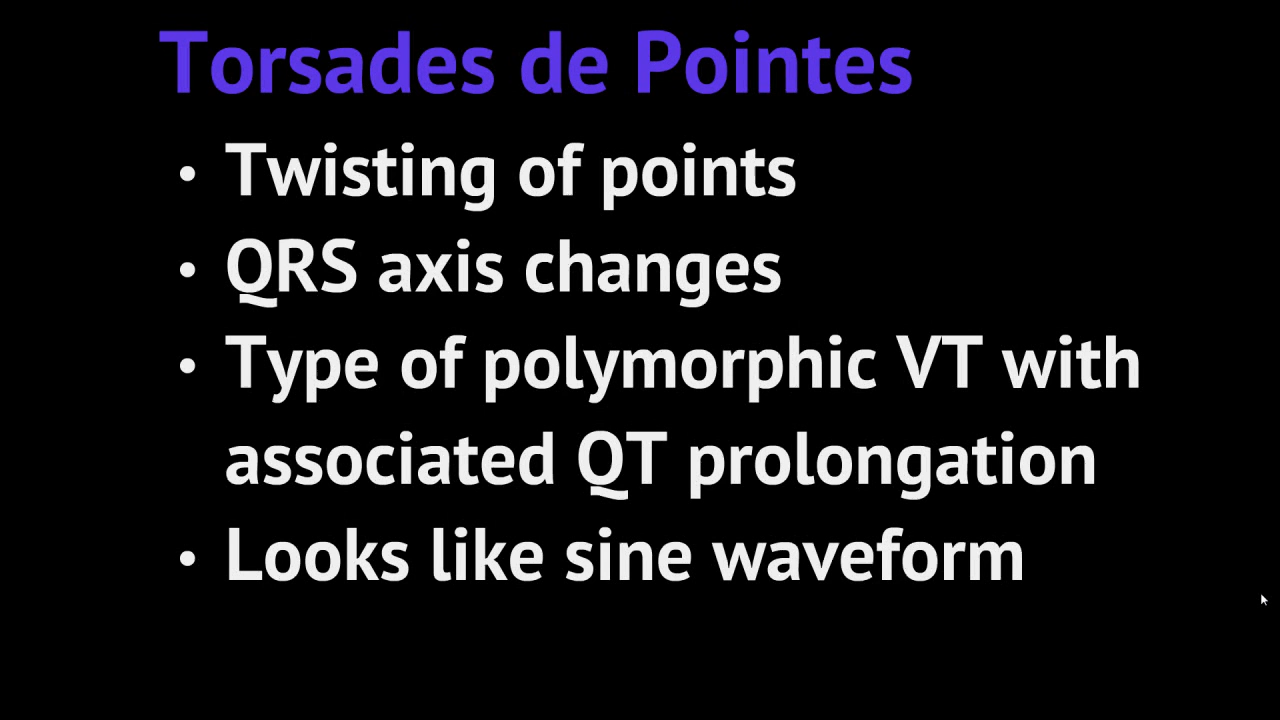 Torsades de Pointes
• Twisting of points
• QRS axis changes
• Type of polymorphic VT with
associated QT prolongation
• Looks like sine waveform